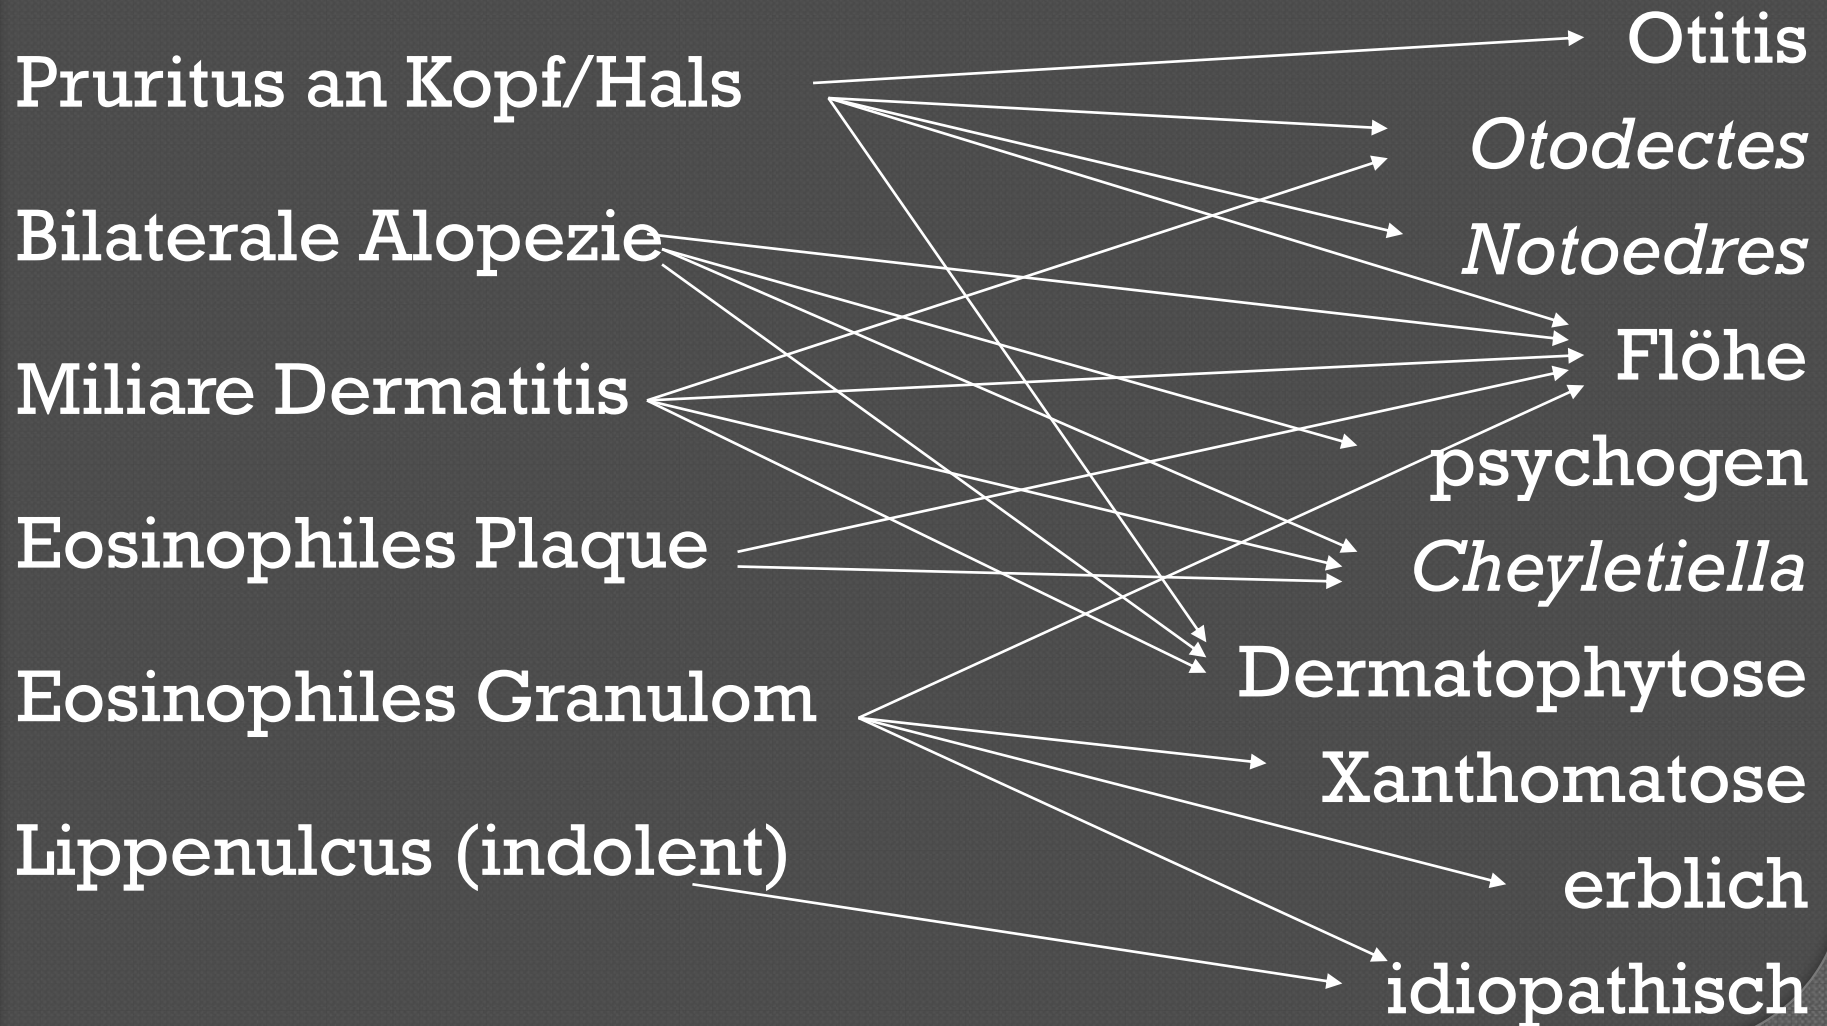 Pruritus an Kopf/Hals
Bilaterale Alopezie
Miliare Dermatitis
Eosinophiles Plaque
Eosinophiles Granulom
Lippenulcus (indolent)
Otitis
Otodectes
Notoedres
Flöhe
psychogen
Cheyletiella
Dermatophytose
Xanthomatose
erblich
idiopathisch